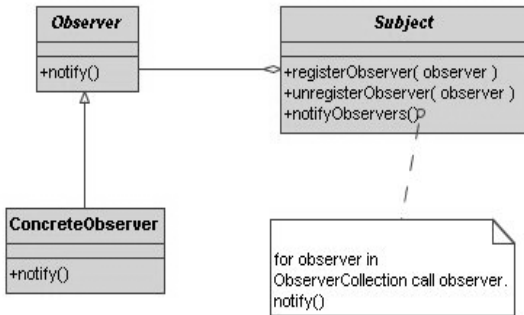 Observer
+notify()
Subject
+registerObserver( observer )
+unregisterObserver( observer )
+notifyObservers()
ConcreteObserver
+notify()
for observer in
ObserverCollection call observer.
notify()